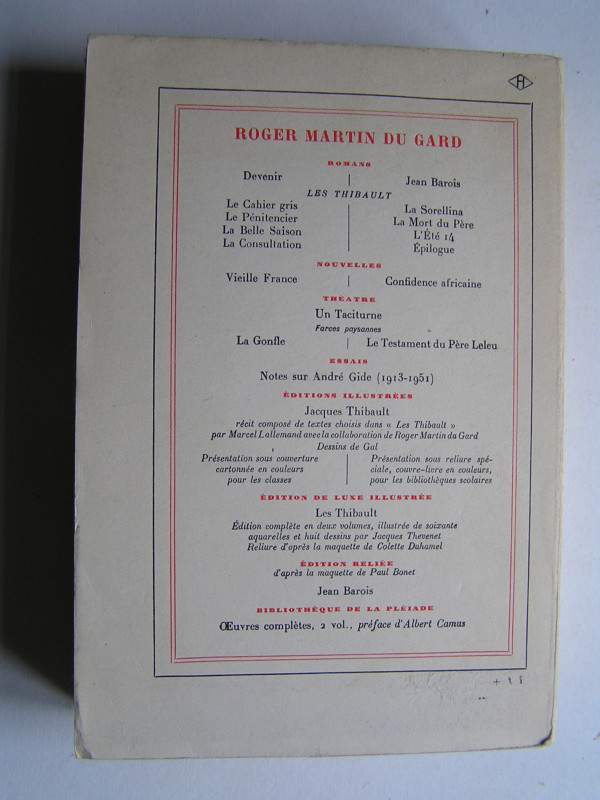 H
ROGER MARTIN DU GARD
ROMANS
Devenir | Jean Barois
LES THIBAULT
Le Cahier gris | La Sorellina
Le Pénitencier | La Mort du Père
La Belle Saison | L'Été 14
La Consultation | Épilogue
NOUVELLES
Vieille France | Confidence africaine
THÉATRE
Un Taciturne
Farces paysannes
La Gonfle | Le Testament du Père Leleu
ESSAIS
Notes sur André Gide (1913-1951)
ÉDITIONS ILLUSTRÉES
Jacques Thibault
récit composé de textes choisis dans « Les Thibault »
par Marcel Lallemand avec la collaboration de Roger Martin du Gard
Dessins de Gal
Présentation sous couverture | Présentation sous reliure spé-
cartonnée en couleurs | ciale, couvre-livre en couleurs,
pour les classes | pour les bibliothèques scolaires
ÉDITION DE LUXE ILLUSTRÉE
Les Thibault
Édition complète en deux volumes, illustrée de soixante
aquarelles et huit dessins par Jacques Thevenet
Reliure d'après la maquette de Colette Duhamel
ÉDITION RELIÉE
d'après la maquette de Paul Bonet
Jean Barois
BIBLIOTHÈQUE DE LA PLÉIADE
Œuvres complètes, 2 vol., préface d'Albert Camus